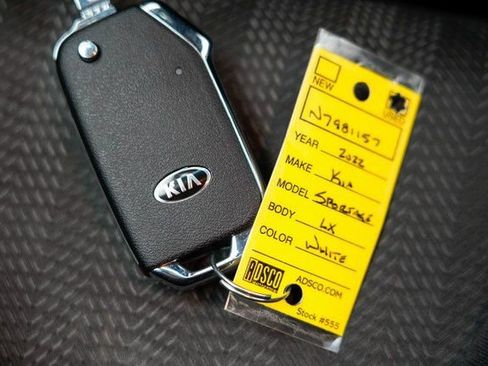 KIA
NEW
USED
N7981157
YEAR 2022
MAKE Kia
MODEL SPORTAGE
BODY LX
COLOR WHITE
ADSCO
ADSCO.COM
Stock #555